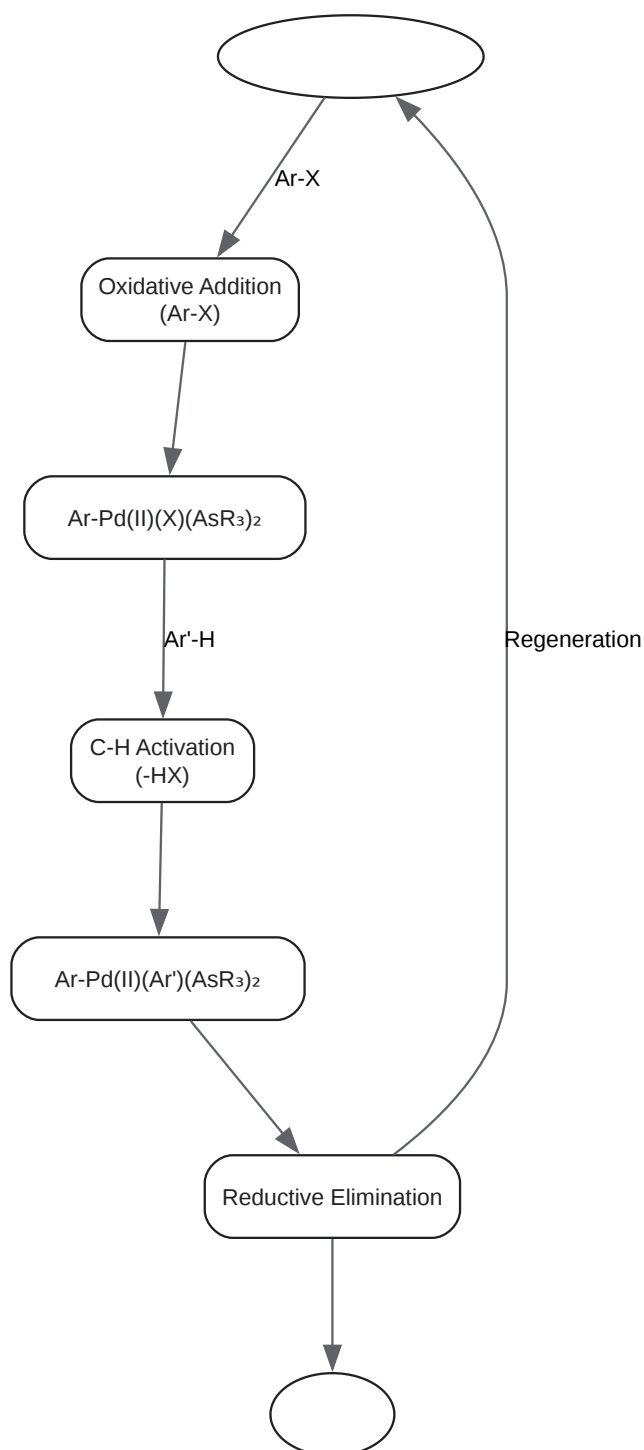 Ar-X
Oxidative Addition
(Ar-X)
Ar-Pd(II)(X)(AsR₃)₂
Ar'-H
Regeneration
C-H Activation
(-HX)
Ar-Pd(II)(Ar')(AsR₃)₂
Reductive Elimination